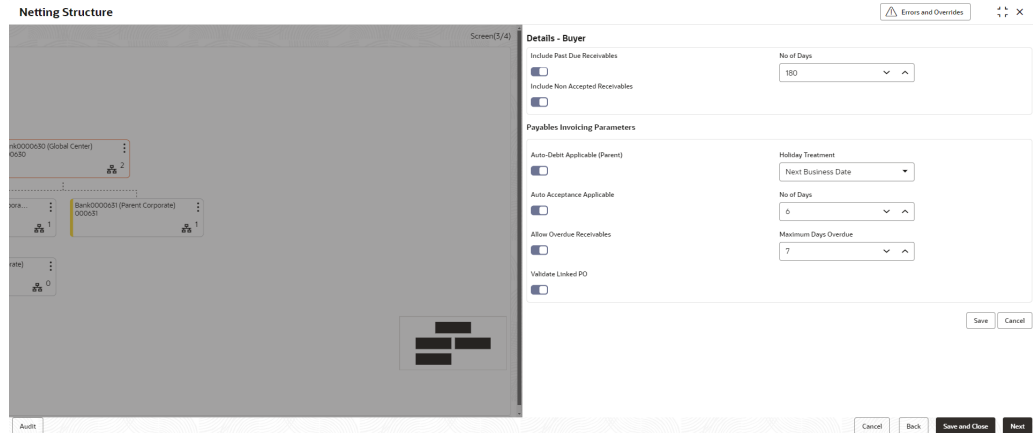 Netting Structure
Errors and Overrides
Screen(3/4)
nk0000630 (Global Center)
00630
2
pora...
1
Bank0000631 (Parent Corporate)
000631
1
rate)
0
Details - Buyer
Include Past Due Receivables
No of Days
180
Include Non Accepted Receivables
Payables Invoicing Parameters
Auto-Debit Applicable (Parent)
Holiday Treatment
Next Business Date
Auto Acceptance Applicable
No of Days
6
Allow Overdue Receivables
Maximum Days Overdue
7
Validate Linked PO
Save
Cancel
Audit
Cancel
Back
Save and Close
Next